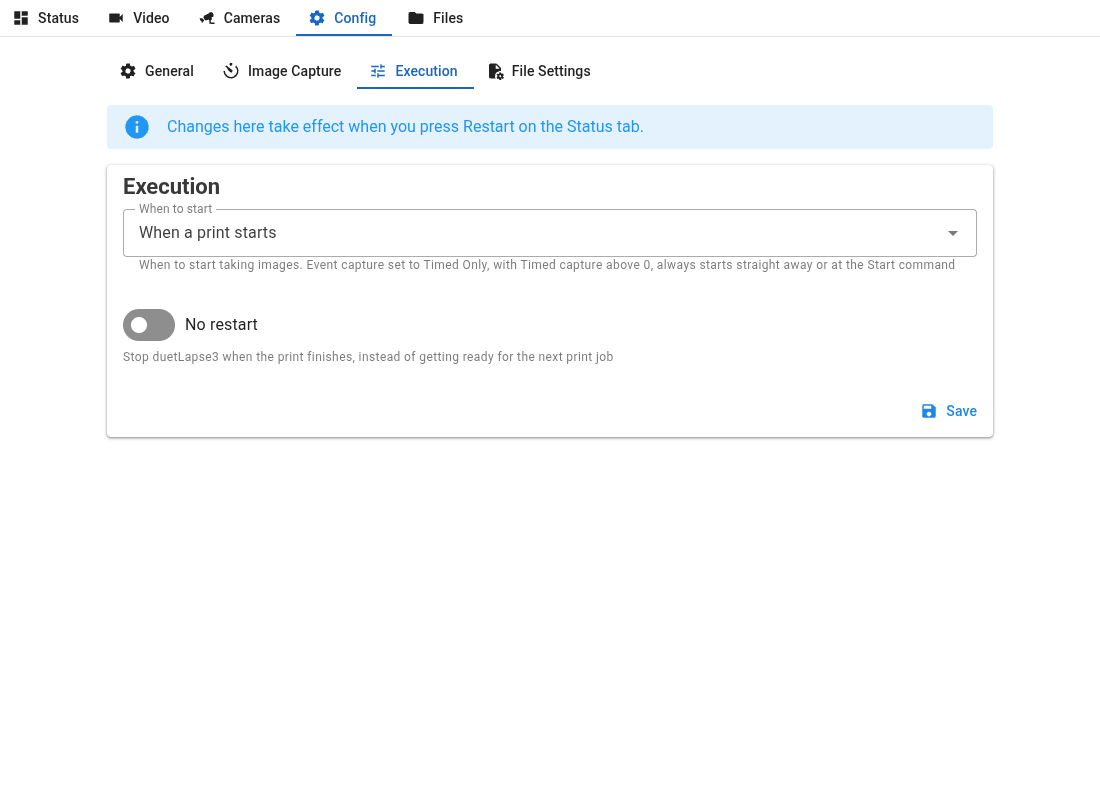 Status Video Cameras Config Files
General Image Capture Execution File Settings
Changes here take effect when you press Restart on the Status tab.
Execution
When to start
When a print starts
When to start taking images. Event capture set to Timed Only, with Timed capture above 0, always starts straight away or at the Start command
No restart
Stop duetLapse3 when the print finishes, instead of getting ready for the next print job
Save